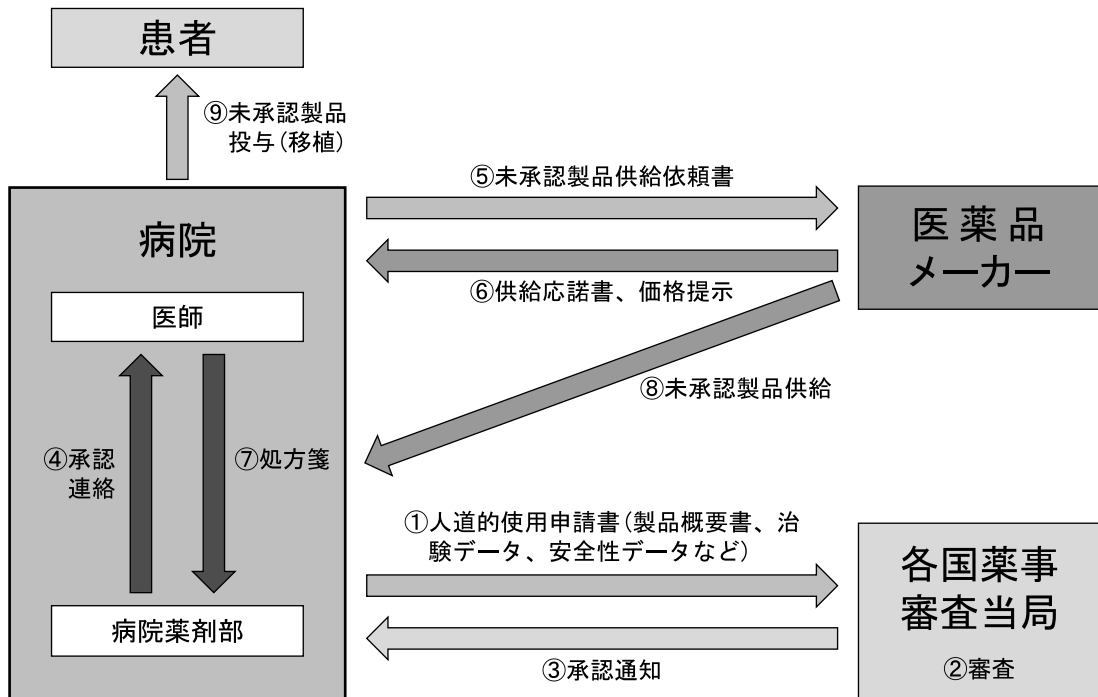 患者
⑨未承認製品
投与(移植)
⑤未承認製品供給依頼書
病院
医薬品
メーカー
⑥供給応諾書、価格提示
医師
⑧未承認製品供給
④承認
連絡
⑦処方箋
①人道的使用申請書(製品概要書、治
験データ、安全性データなど)
各国薬事
審査当局
病院薬剤部
③承認通知
②審査